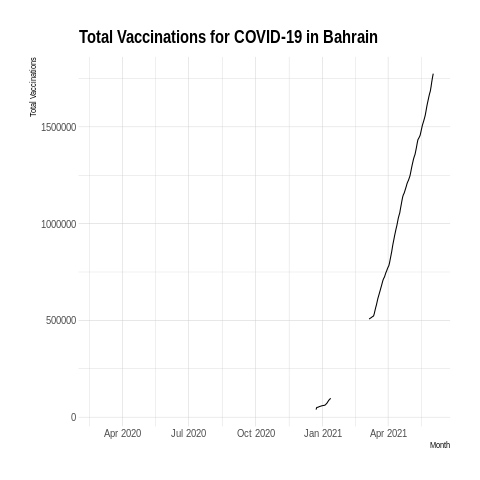 Total Vaccinations for COVID-19 in Bahrain
Total Vaccinations
1500000
1000000
500000
0
Apr 2020 Jul 2020 Oct 2020 Jan 2021 Apr 2021
Month